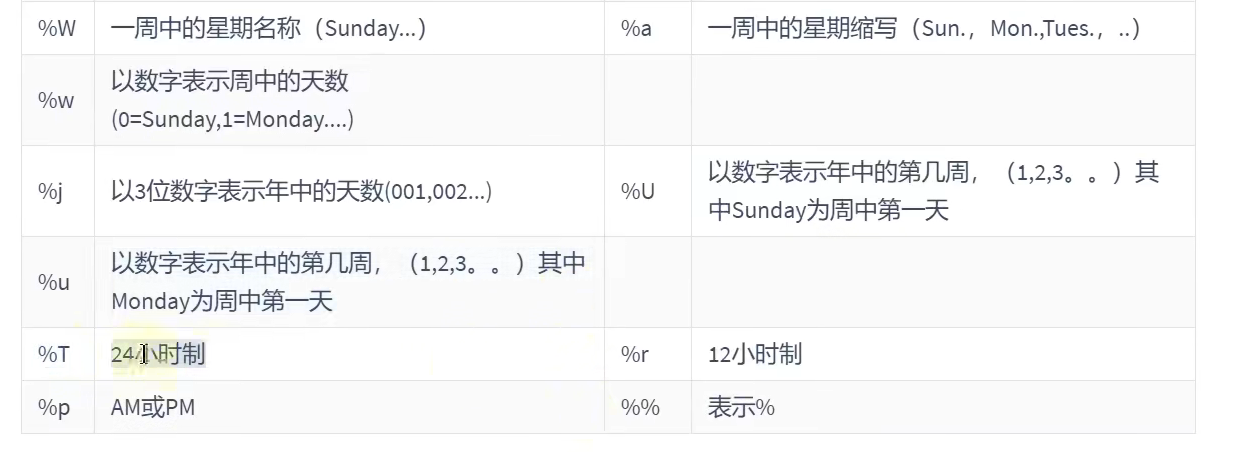 %W 一周中的星期名称（Sunday...） %a 一周中的星期缩写（Sun.，Mon.,Tues.，..）
%w 以数字表示周中的天数
(0=Sunday,1=Monday....)
%j 以3位数字表示年中的天数(001,002...) %U 以数字表示年中的第几周，（1,2,3。。）其
中Sunday为周中第一天
%u 以数字表示年中的第几周，（1,2,3。。）其中
Monday为周中第一天
%T 24小时制 %r 12小时制
%p AM或PM %% 表示%